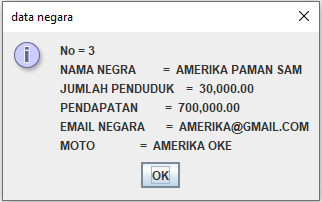 data negara
No = 3
NAMA NEGRA = AMERIKA PAMAN SAM
JUMLAH PENDUDUK = 30,000.00
PENDAPATAN = 700,000.00
EMAIL NEGARA = AMERIKA@GMAIL.COM
MOTO = AMERIKA OKE
OK